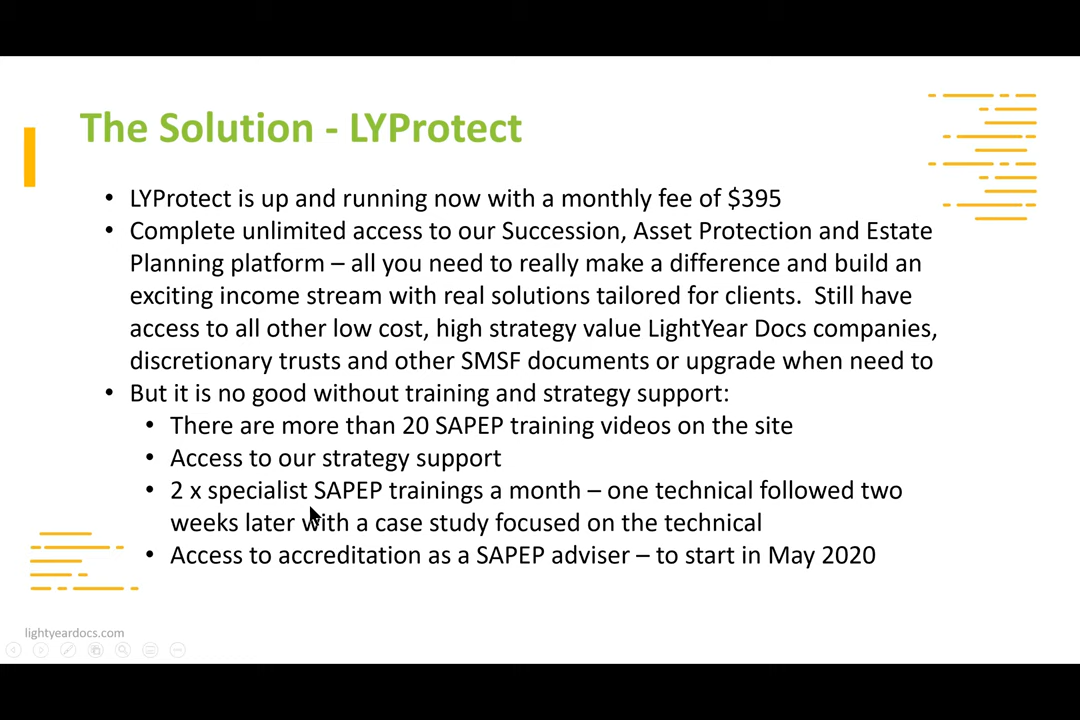 The Solution - LYProtect
• LYProtect is up and running now with a monthly fee of $395
• Complete unlimited access to our Succession, Asset Protection and Estate
Planning platform – all you need to really make a difference and build an
exciting income stream with real solutions tailored for clients.  Still have
access to all other low cost, high strategy value LightYear Docs companies,
discretionary trusts and other SMSF documents or upgrade when need to
• But it is no good without training and strategy support:
• There are more than 20 SAPEP training videos on the site
• Access to our strategy support
• 2 x specialist SAPEP trainings a month – one technical followed two
weeks later with a case study focused on the technical
• Access to accreditation as a SAPEP adviser – to start in May 2020
lightyeardocs.com